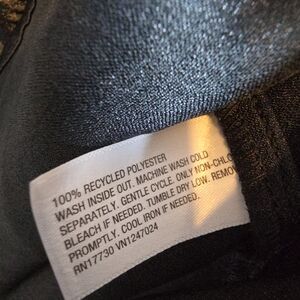 100% RECYCLED POLYESTER
WASH INSIDE OUT. MACHINE WASH COLD
SEPARATELY. GENTLE CYCLE. ONLY NON-CHLO
BLEACH IF NEEDED. TUMBLE DRY LOW. REMOV
PROMPTLY. COOL IRON IF NEEDED.
RN17730 VN1247024